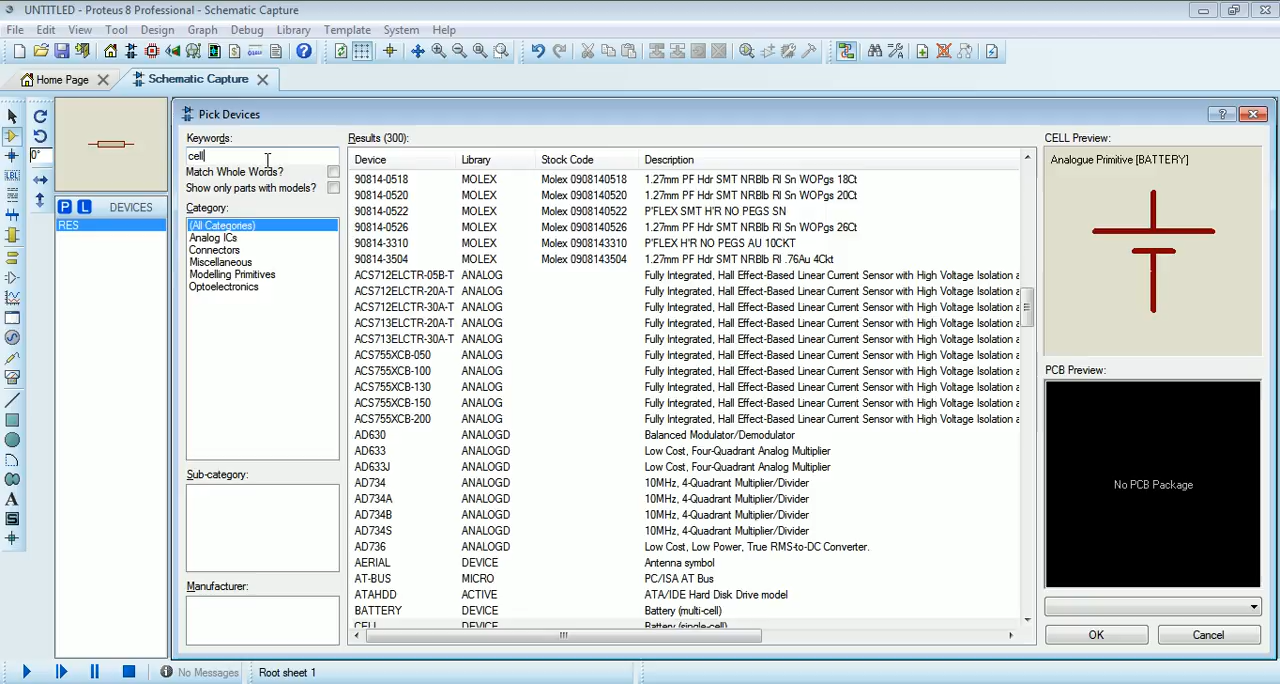 UNTITLED - Proteus 8 Professional - Schematic Capture
File Edit View Tool Design Graph Debug Library Template System Help
Home Page Schematic Capture
Pick Devices
Keywords:
cell
Match Whole Words?
Show only parts with models?
Category:
(All Categories)
Analog ICs
Connectors
Miscellaneous
Modelling Primitives
Optoelectronics
Sub-category:
Manufacturer:
0°
LBL
P L DEVICES
RES
Results (300):
Device Library Stock Code Description
90814-0518 MOLEX Molex 0908140518 1.27mm PF Hdr SMT NRBlb Rl Sn WOPgs 18Ct
90814-0520 MOLEX Molex 0908140520 1.27mm PF Hdr SMT NRBlb Rl Sn WOPgs 20Ct
90814-0522 MOLEX Molex 0908140522 P'FLEX SMT H'R NO PEGS SN
90814-0526 MOLEX Molex 0908140526 1.27mm PF Hdr SMT NRBlb Rl Sn WOPgs 26Ct
90814-3310 MOLEX Molex 0908143310 P'FLEX H'R NO PEGS AU 10CKT
90814-3504 MOLEX Molex 0908143504 1.27mm PF Hdr SMT NRBlb Rl .76Au 4Ckt
ACS712ELCTR-05B-T ANALOG Fully Integrated, Hall Effect-Based Linear Current Sensor with High Voltage Isolation a
ACS712ELCTR-20A-T ANALOG Fully Integrated, Hall Effect-Based Linear Current Sensor with High Voltage Isolation a
ACS712ELCTR-30A-T ANALOG Fully Integrated, Hall Effect-Based Linear Current Sensor with High Voltage Isolation a
ACS713ELCTR-20A-T ANALOG Fully Integrated, Hall Effect-Based Linear Current Sensor with High Voltage Isolation a
ACS713ELCTR-30A-T ANALOG Fully Integrated, Hall Effect-Based Linear Current Sensor with High Voltage Isolation a
ACS755XCB-050 ANALOG Fully Integrated, Hall Effect-Based Linear Current Sensor with High Voltage Isolation a
ACS755XCB-100 ANALOG Fully Integrated, Hall Effect-Based Linear Current Sensor with High Voltage Isolation a
ACS755XCB-130 ANALOG Fully Integrated, Hall Effect-Based Linear Current Sensor with High Voltage Isolation a
ACS755XCB-150 ANALOG Fully Integrated, Hall Effect-Based Linear Current Sensor with High Voltage Isolation a
ACS755XCB-200 ANALOG Fully Integrated, Hall Effect-Based Linear Current Sensor with High Voltage Isolation a
AD630 ANALOGD Balanced Modulator/Demodulator
AD633 ANALOGD Low Cost, Four-Quadrant Analog Multiplier
AD633J ANALOGD Low Cost, Four-Quadrant Analog Multiplier
AD734 ANALOGD 10MHz, 4-Quadrant Multiplier/Divider
AD734A ANALOGD 10MHz, 4-Quadrant Multiplier/Divider
AD734B ANALOGD 10MHz, 4-Quadrant Multiplier/Divider
AD734S ANALOGD 10MHz, 4-Quadrant Multiplier/Divider
AD736 ANALOGD Low Cost, Low Power, True RMS-to-DC Converter.
AERIAL DEVICE Antenna symbol
AT-BUS MICRO PC/ISA AT Bus
ATAHDD ACTIVE ATA/IDE Hard Disk Drive model
BATTERY DEVICE Battery (multi-cell)
CELL DEVICE Battery (single-cell)
CELL Preview:
Analogue Primitive [BATTERY]
PCB Preview:
No PCB Package
OK Cancel
No Messages Root sheet 1